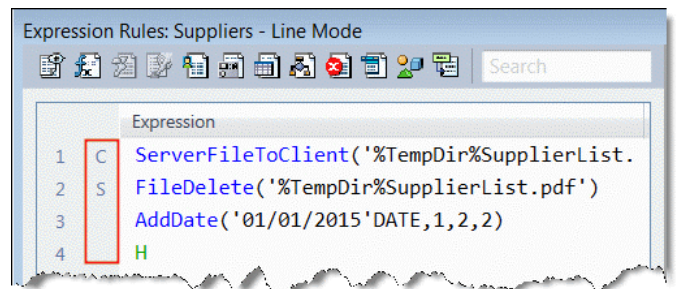 Expression Rules: Suppliers - Line Mode
Search
Expression
1 C ServerFileToClient('%TempDir%SupplierList.
2 S FileDelete('%TempDir%SupplierList.pdf')
3 AddDate('01/01/2015'DATE,1,2,2)
4 H